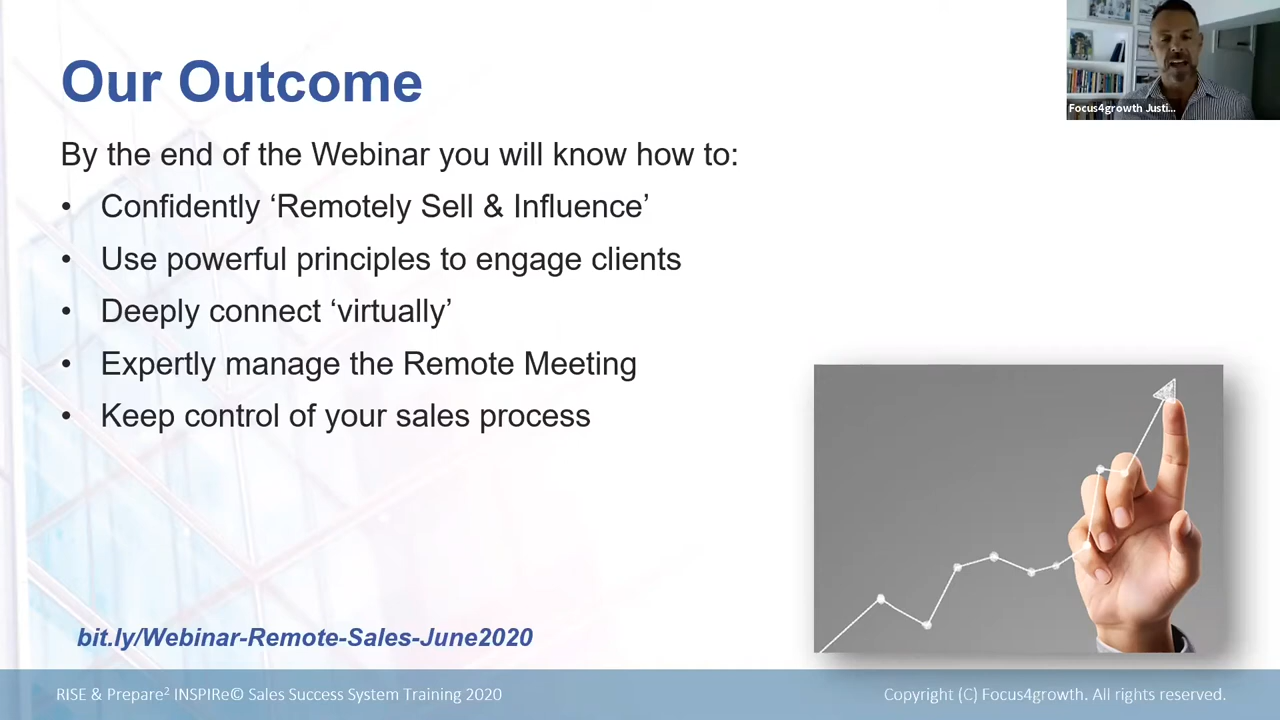 Our Outcome
Focus4growth Justi...
By the end of the Webinar you will know how to:
• Confidently ‘Remotely Sell & Influence’
• Use powerful principles to engage clients
• Deeply connect ‘virtually’
• Expertly manage the Remote Meeting
• Keep control of your sales process
bit.ly/Webinar-Remote-Sales-June2020
RISE & Prepare² INSPIRe© Sales Success System Training 2020
Copyright (C) Focus4growth. All rights reserved.